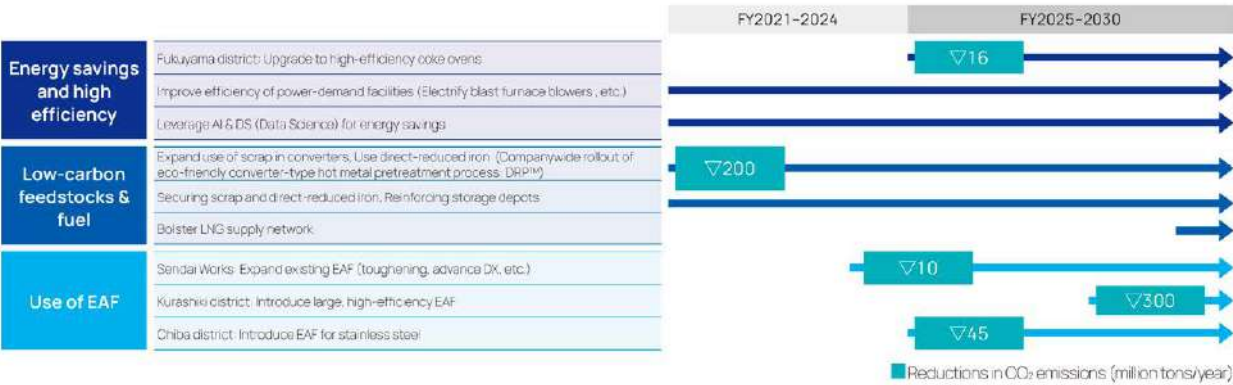 FY2021-2024
FY2025-2030
Energy savings
and high
efficiency
Fukuyama district: Upgrade to high-efficiency coke ovens
▽16
Improve efficiency of power-demand facilities (Electrify blast furnace blowers , etc.)
Leverage AI & DS (Data Science) for energy savings
Low-carbon
feedstocks &
fuel
Expand use of scrap in converters, Use direct-reduced iron (Companywide rollout of
eco-friendly converter-type hot metal pretreatment process: DRP™)
▽200
Securing scrap and direct-reduced iron, Reinforcing storage depots
Bolster LNG supply network
Use of EAF
Sendai Works: Expand existing EAF (toughening, advance DX, etc.)
▽10
Kurashiki district: Introduce large, high-efficiency EAF
▽300
Chiba district: Introduce EAF for stainless steel
▽45
Reductions in CO₂ emissions (million tons/year)